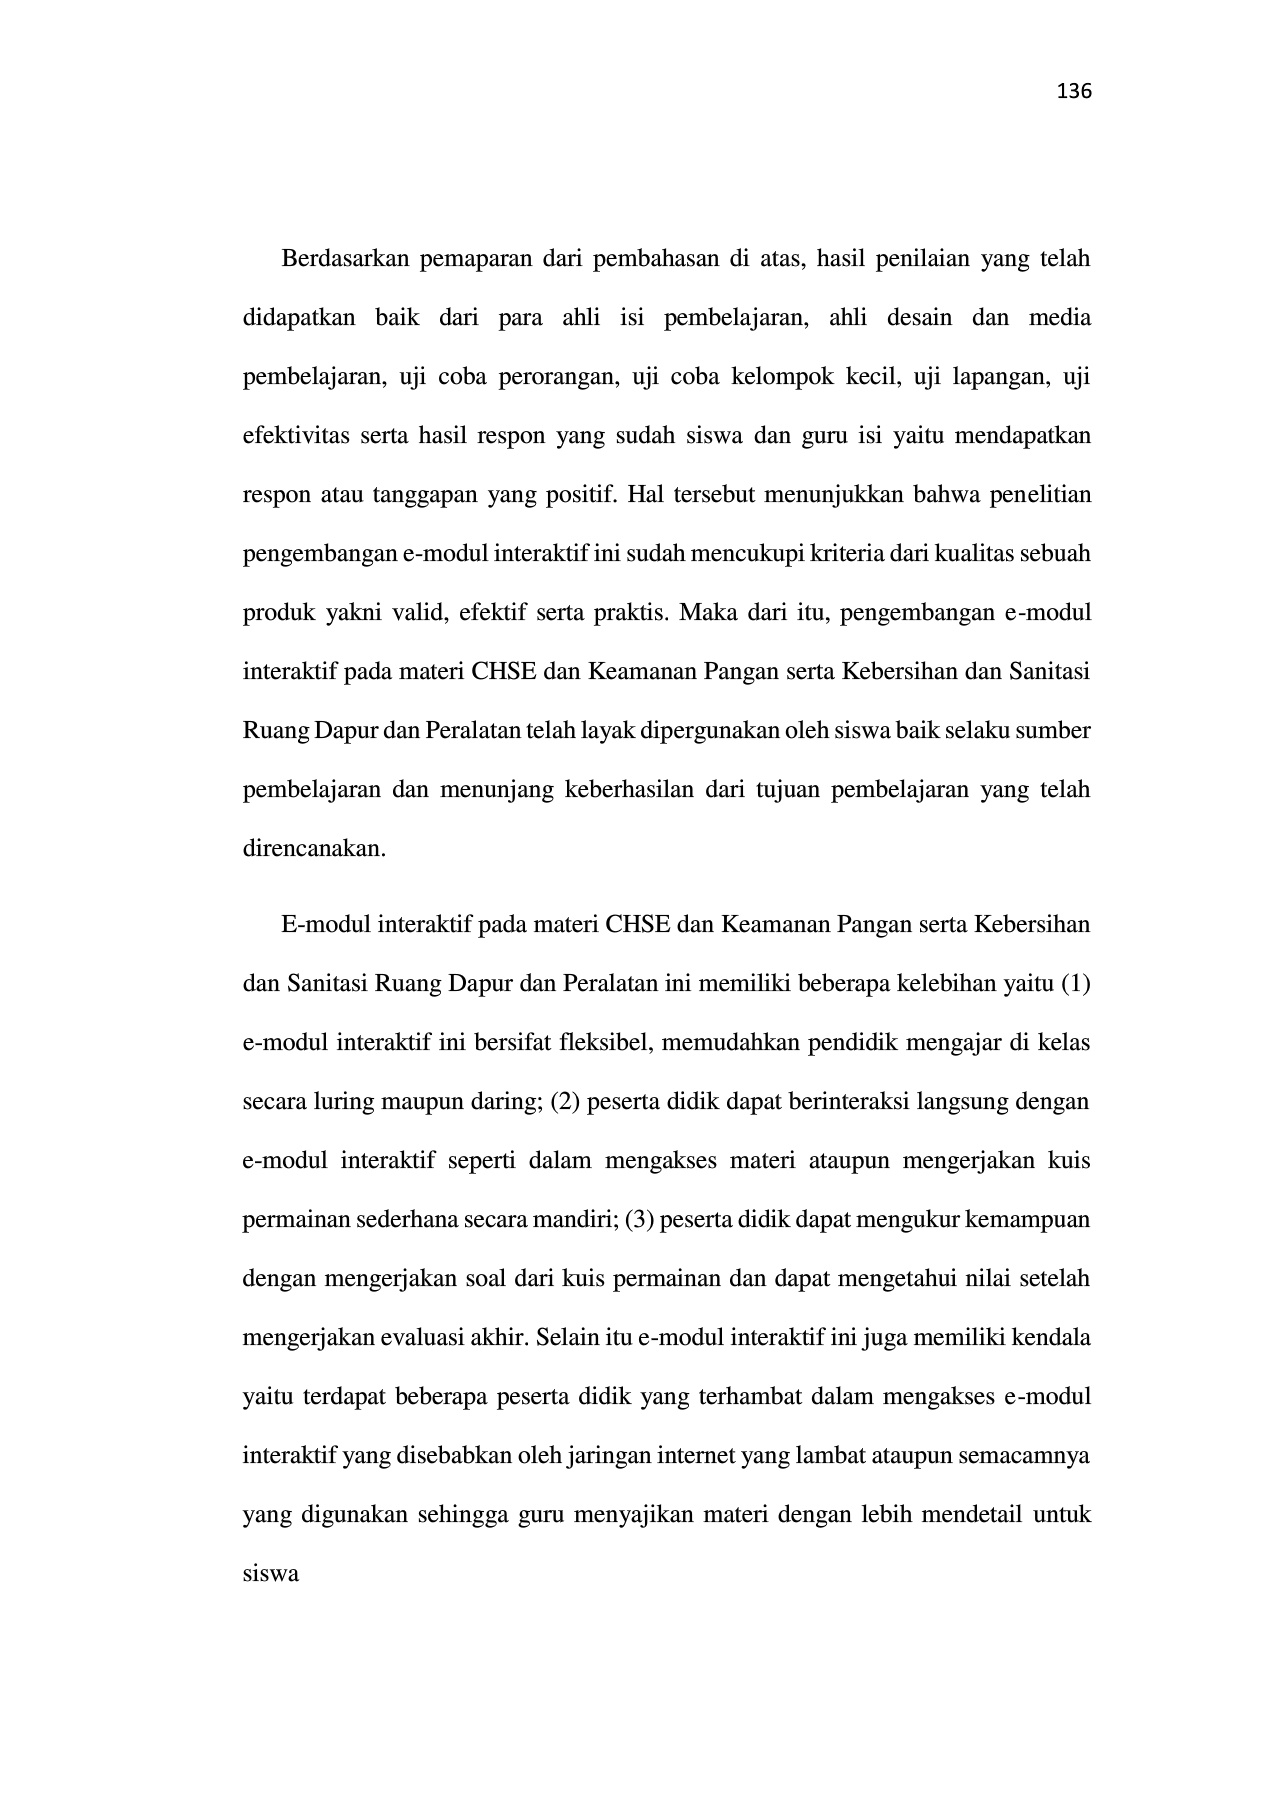 136
Berdasarkan pemaparan dari pembahasan di atas, hasil penilaian yang telah
didapatkan baik dari para ahli isi pembelajaran, ahli desain dan media
pembelajaran, uji coba perorangan, uji coba kelompok kecil, uji lapangan, uji
efektivitas serta hasil respon yang sudah siswa dan guru isi yaitu mendapatkan
respon atau tanggapan yang positif. Hal tersebut menunjukkan bahwa penelitian
pengembangan e-modul interaktif ini sudah mencukupi kriteria dari kualitas sebuah
produk yakni valid, efektif serta praktis. Maka dari itu, pengembangan e-modul
interaktif pada materi CHSE dan Keamanan Pangan serta Kebersihan dan Sanitasi
Ruang Dapur dan Peralatan telah layak dipergunakan oleh siswa baik selaku sumber
pembelajaran dan menunjang keberhasilan dari tujuan pembelajaran yang telah
direncanakan.
E-modul interaktif pada materi CHSE dan Keamanan Pangan serta Kebersihan
dan Sanitasi Ruang Dapur dan Peralatan ini memiliki beberapa kelebihan yaitu (1)
e-modul interaktif ini bersifat fleksibel, memudahkan pendidik mengajar di kelas
secara luring maupun daring; (2) peserta didik dapat berinteraksi langsung dengan
e-modul interaktif seperti dalam mengakses materi ataupun mengerjakan kuis
permainan sederhana secara mandiri; (3) peserta didik dapat mengukur kemampuan
dengan mengerjakan soal dari kuis permainan dan dapat mengetahui nilai setelah
mengerjakan evaluasi akhir. Selain itu e-modul interaktif ini juga memiliki kendala
yaitu terdapat beberapa peserta didik yang terhambat dalam mengakses e-modul
interaktif yang disebabkan oleh jaringan internet yang lambat ataupun semacamnya
yang digunakan sehingga guru menyajikan materi dengan lebih mendetail untuk
siswa